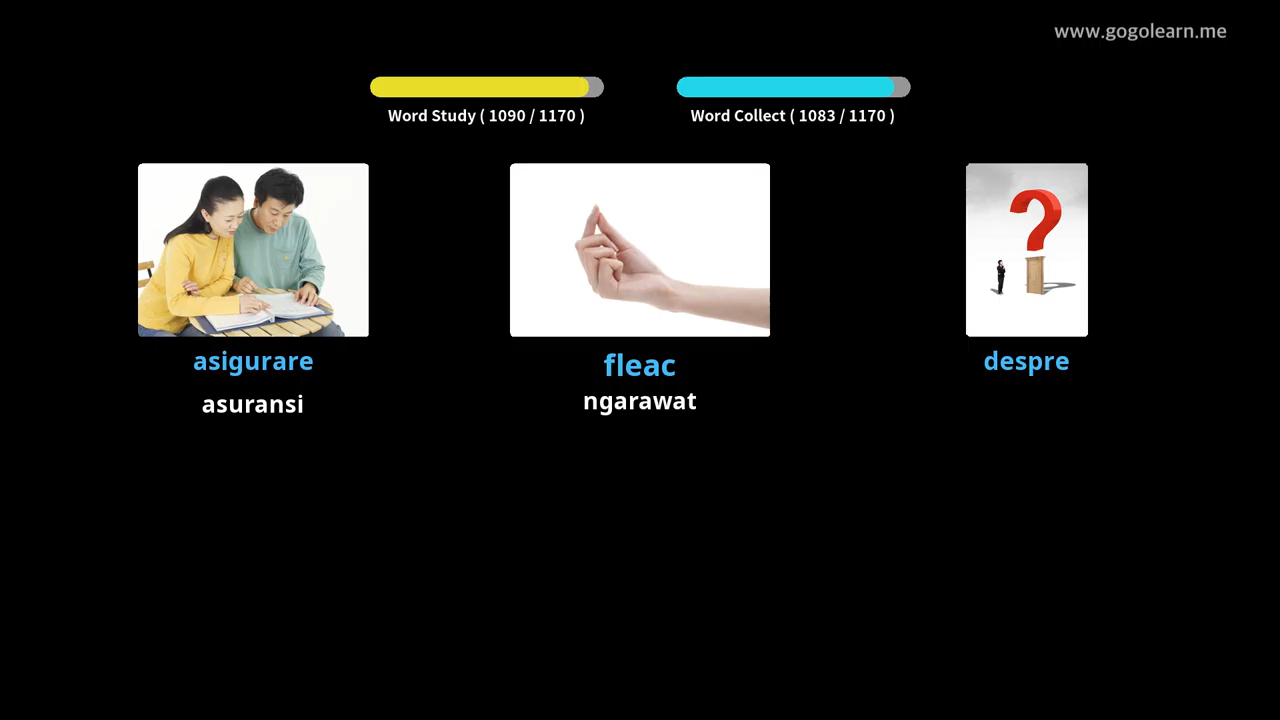 www.gogolearn.me
Word Study ( 1090 / 1170 )
Word Collect ( 1083 / 1170 )
asigurare
asuransi
fleac
ngarawat
despre